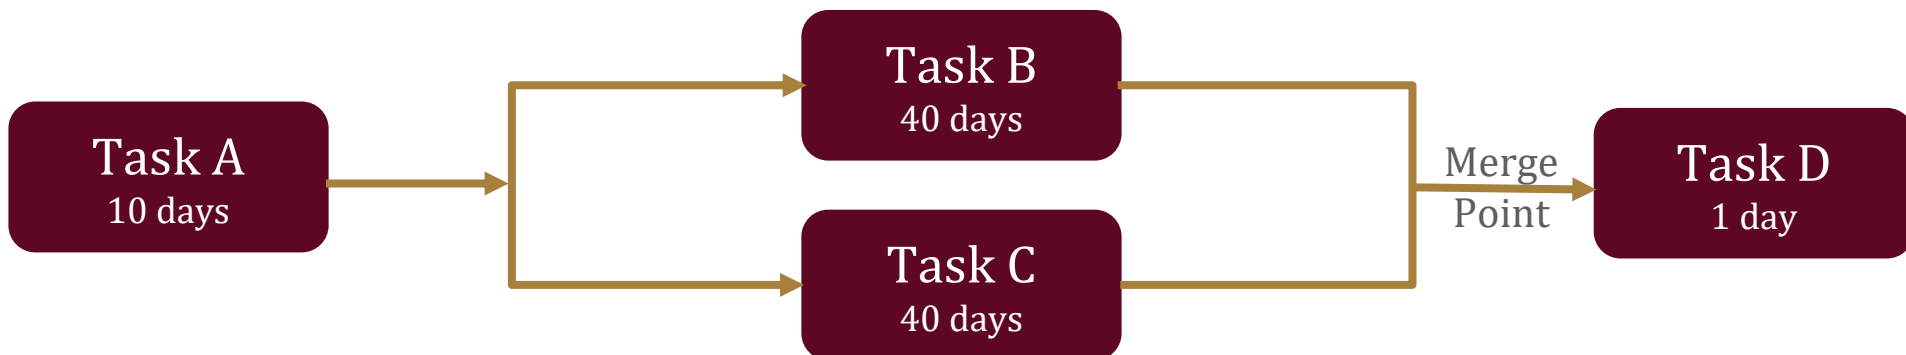 Task A
10 days
Task B
40 days
Task C
40 days
Merge
Point
Task D
1 day